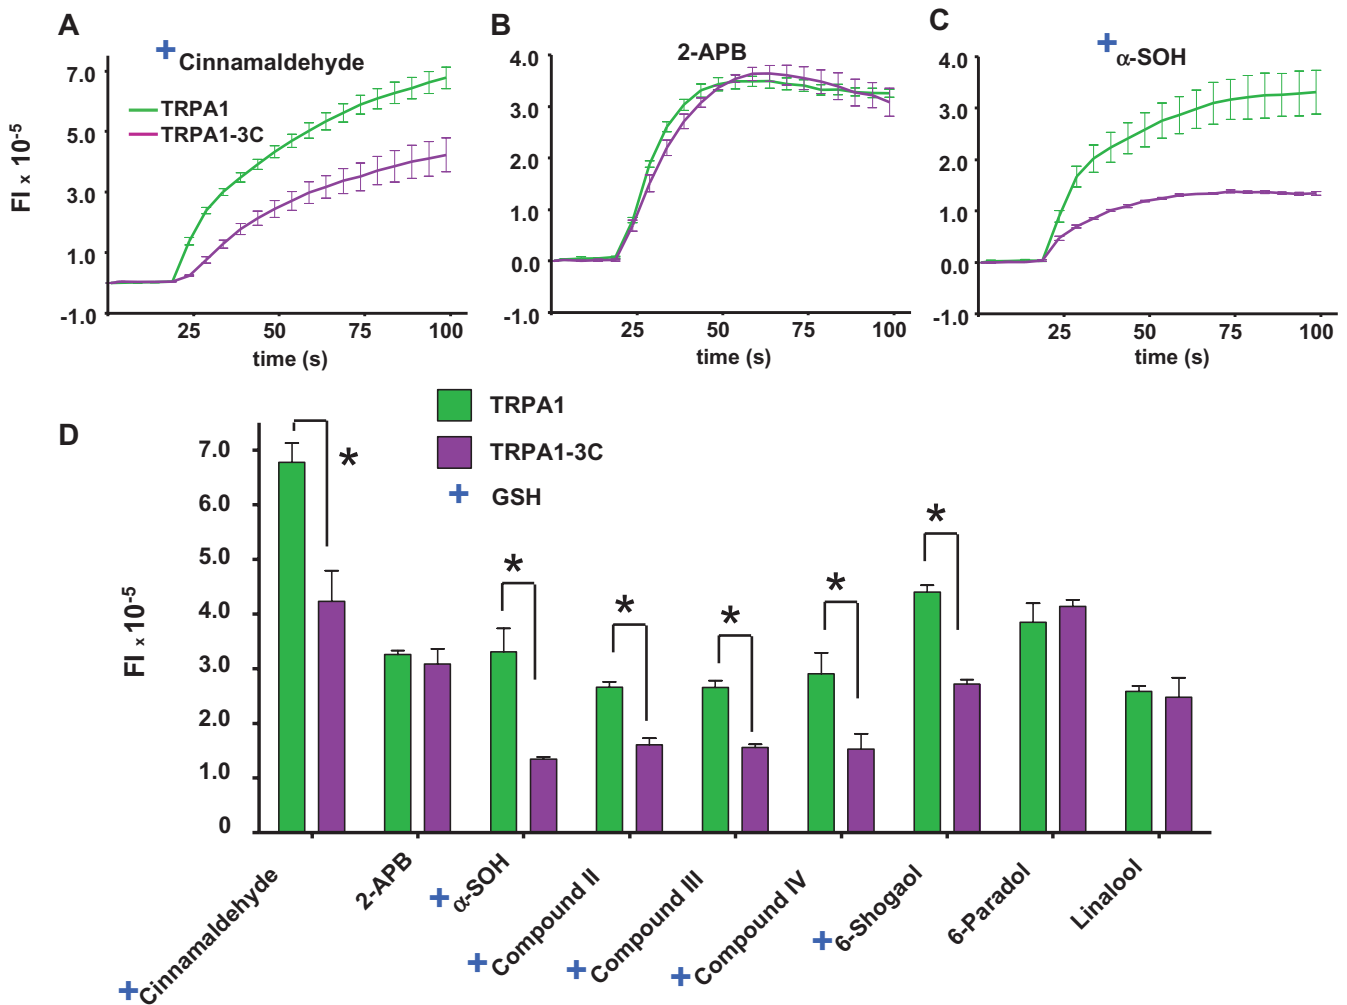 A
+ Cinnamaldehyde
7.0
5.0
3.0
1.0
-1.0
FI x 10-5
TRPA1
TRPA1-3C
25
50
75
100
time (s)
B
2-APB
4.0
3.0
2.0
1.0
0.0
-1.0
25
50
75
100
time (s)
C
+ α-SOH
4.0
3.0
2.0
1.0
0.0
-1.0
25
50
75
100
time (s)
D
TRPA1
TRPA1-3C
+ GSH
7.0
6.0
5.0
4.0
3.0
2.0
1.0
0
FI x 10-5
*
*
*
*
*
*
+Cinnamaldehyde
2-APB
+ α-SOH
+ Compound II
+ Compound III
+ Compound IV
+ 6-Shogaol
6-Paradol
Linalool